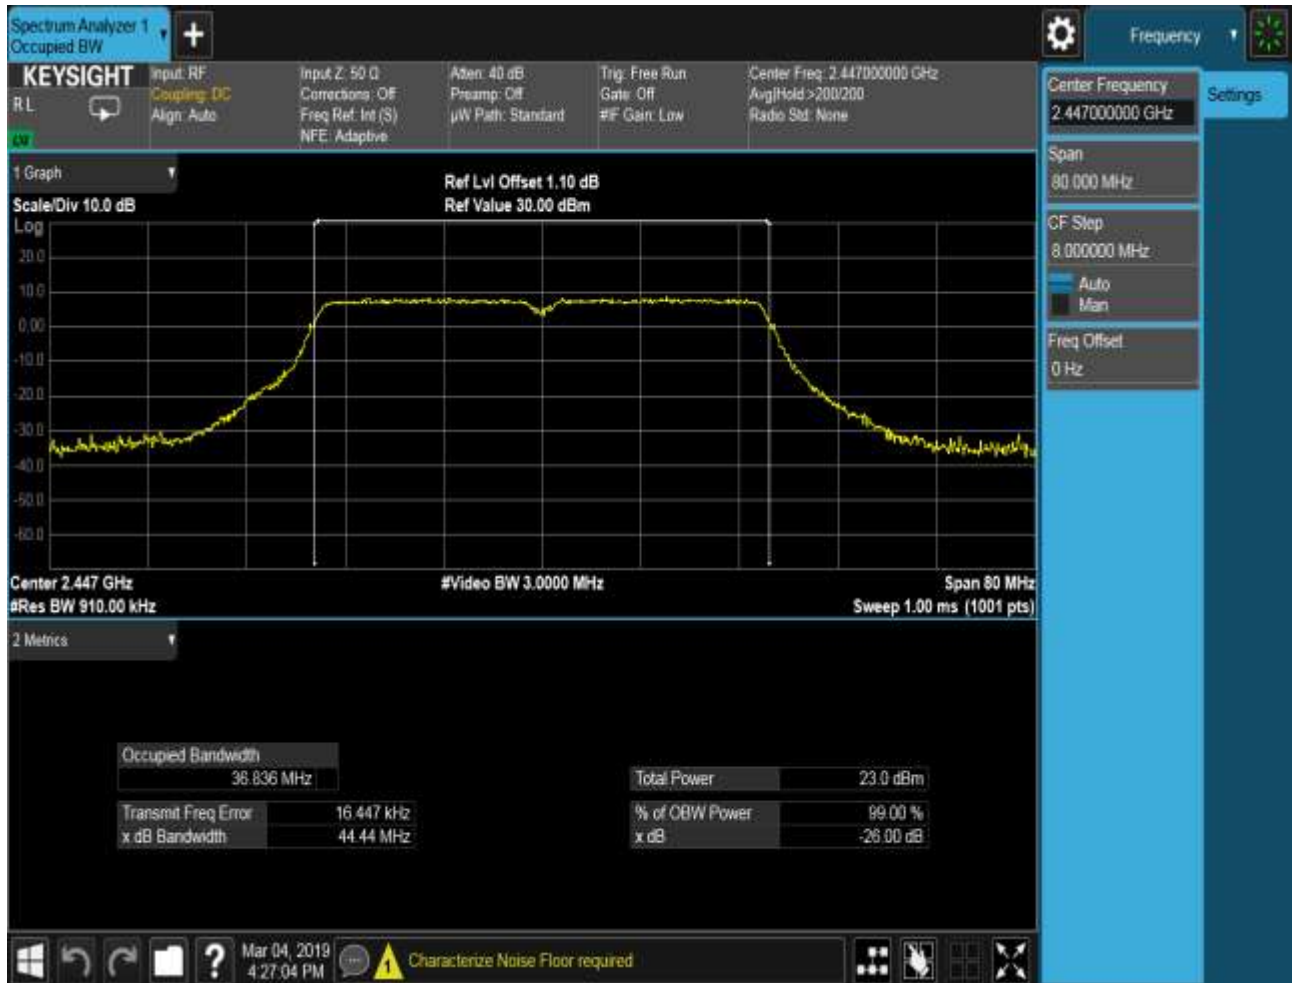 Spectrum Analyzer 1
Occupied BW
+
Frequency
KEYSIGHT
R L
Input: RF
Coupling: DC
Align: Auto
Input Z: 50 Ω
Corrections: Off
Freq Ref: Int (S)
NFE: Adaptive
Atten: 40 dB
Preamp: Off
µW Path: Standard
Trig: Free Run
Gate: Off
#IF Gain: Low
Center Freq: 2.447000000 GHz
Avg|Hold:>200/200
Radio Std: None
Center Frequency
2.447000000 GHz
Settings
Span
80.000 MHz
CF Step
8.000000 MHz
Auto
Man
Freq Offset
0 Hz
1 Graph
Scale/Div 10.0 dB
Ref Lvl Offset 1.10 dB
Ref Value 30.00 dBm
Log
20.0
10.0
0.00
-10.0
-20.0
-30.0
-40.0
-50.0
-60.0
Center 2.447 GHz
#Video BW 3.0000 MHz
Span 80 MHz
#Res BW 910.00 kHz
Sweep 1.00 ms (1001 pts)
2 Metrics
Occupied Bandwidth
36.836 MHz
Total Power 23.0 dBm
Transmit Freq Error 16.447 kHz
% of OBW Power 99.00 %
x dB Bandwidth 44.44 MHz
x dB -26.00 dB
?
Mar 04, 2019
4:27:04 PM
1
Characterize Noise Floor required